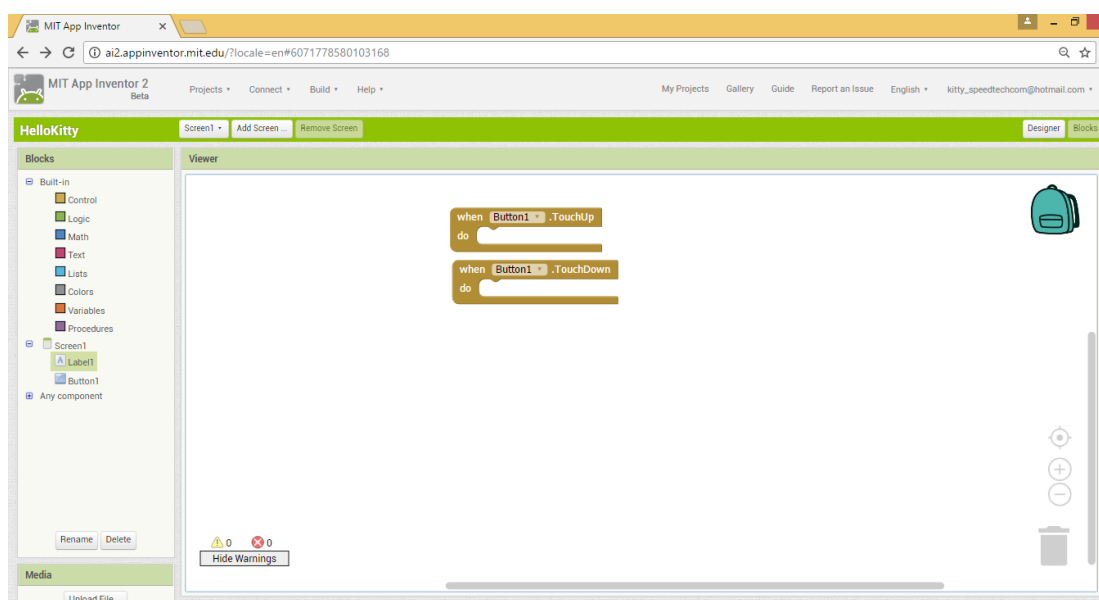 MIT App Inventor
ai2.appinventor.mit.edu/?locale=en#6071778580103168
MIT App Inventor 2
Beta
Projects Connect Build Help My Projects Gallery Guide Report an Issue English kitty_speedtechcom@hotmail.com
HelloKitty Screen1 Add Screen ... Remove Screen Designer Blocks
Blocks Viewer
Built-in
Control
Logic
Math
Text
Lists
Colors
Variables
Procedures
Screen1
A Label1
Button1
Any component
when Button1 .TouchUp
do
when Button1 .TouchDown
do
Rename Delete
0 0
Hide Warnings
Media
Upload File ...